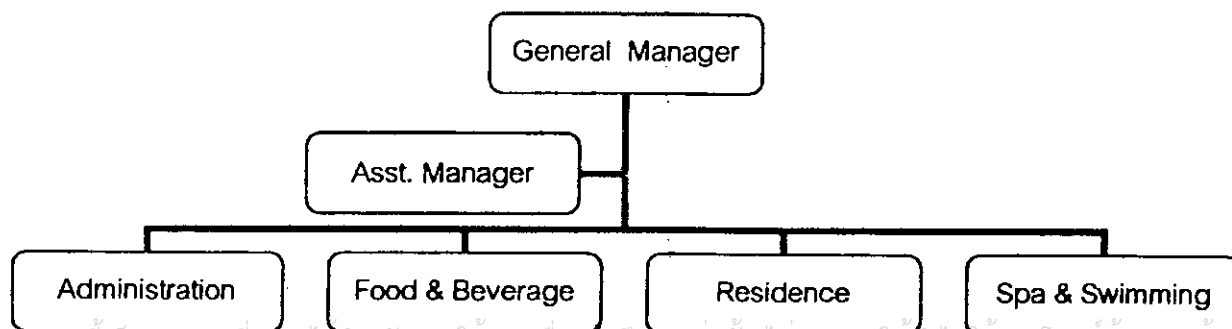 General Manager
Asst. Manager
Administration
Food & Beverage
Residence
Spa & Swimming